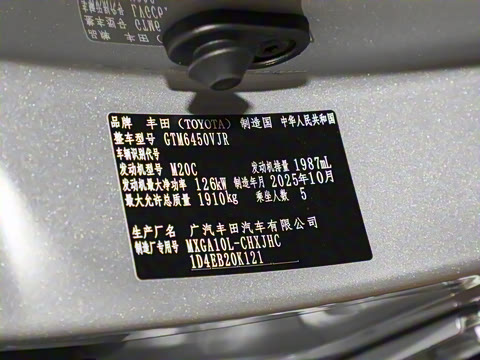 品牌 丰田(TOYOTA) 制造国 中华人民共和国
整车型号 GTM6450VJR
车辆识别代号
发动机型号 M20C 发动机排量 1987mL
发动机最大净功率 126kW 制造年月 2025年10月
最大允许总质量 1910kg 乘坐人数 5
生产厂名 广汽丰田汽车有限公司
制造厂专用号 MXGA10L-CHXJHC
1D4EB20K121